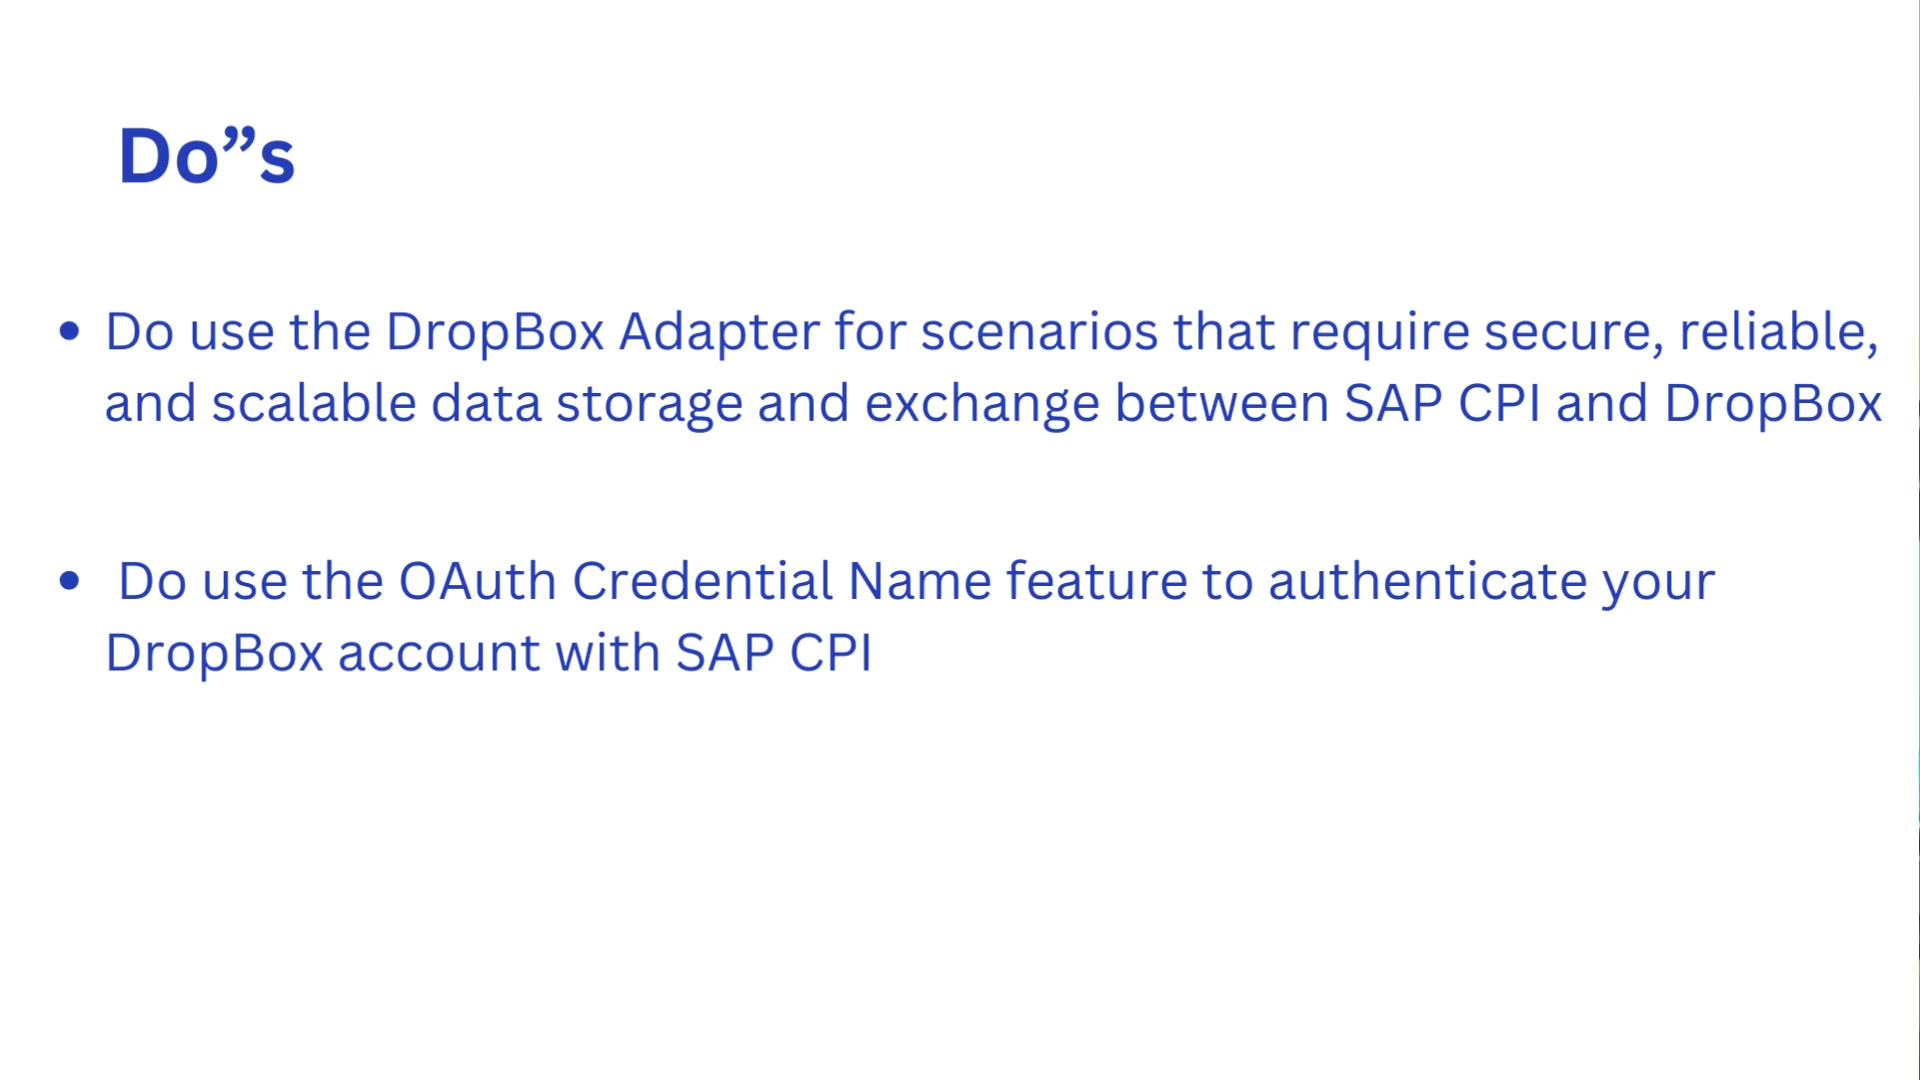 Do”s
• Do use the DropBox Adapter for scenarios that require secure, reliable,
and scalable data storage and exchange between SAP CPI and DropBox
• Do use the OAuth Credential Name feature to authenticate your
DropBox account with SAP CPI